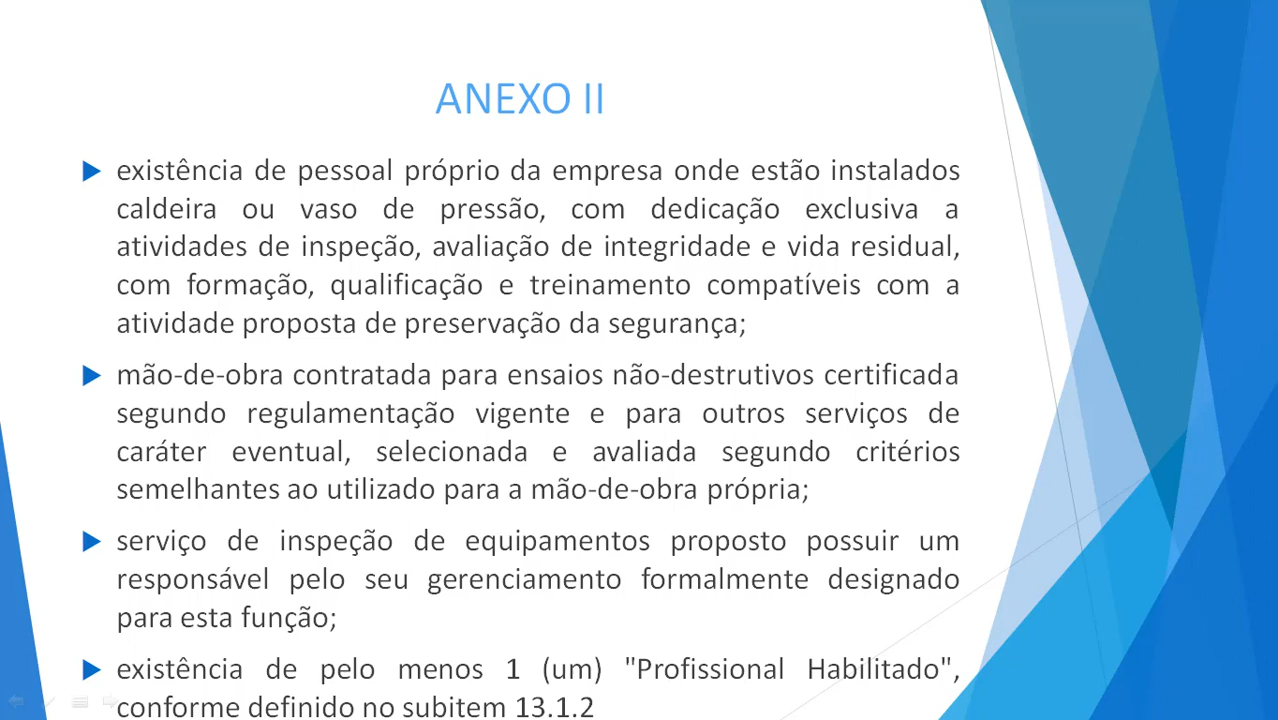 ANEXO II
existência de pessoal próprio da empresa onde estão instalados
caldeira ou vaso de pressão, com dedicação exclusiva a
atividades de inspeção, avaliação de integridade e vida residual,
com formação, qualificação e treinamento compatíveis com a
atividade proposta de preservação da segurança;
mão-de-obra contratada para ensaios não-destrutivos certificada
segundo regulamentação vigente e para outros serviços de
caráter eventual, selecionada e avaliada segundo critérios
semelhantes ao utilizado para a mão-de-obra própria;
serviço de inspeção de equipamentos proposto possuir um
responsável pelo seu gerenciamento formalmente designado
para esta função;
existência de pelo menos 1 (um) "Profissional Habilitado",
conforme definido no subitem 13.1.2